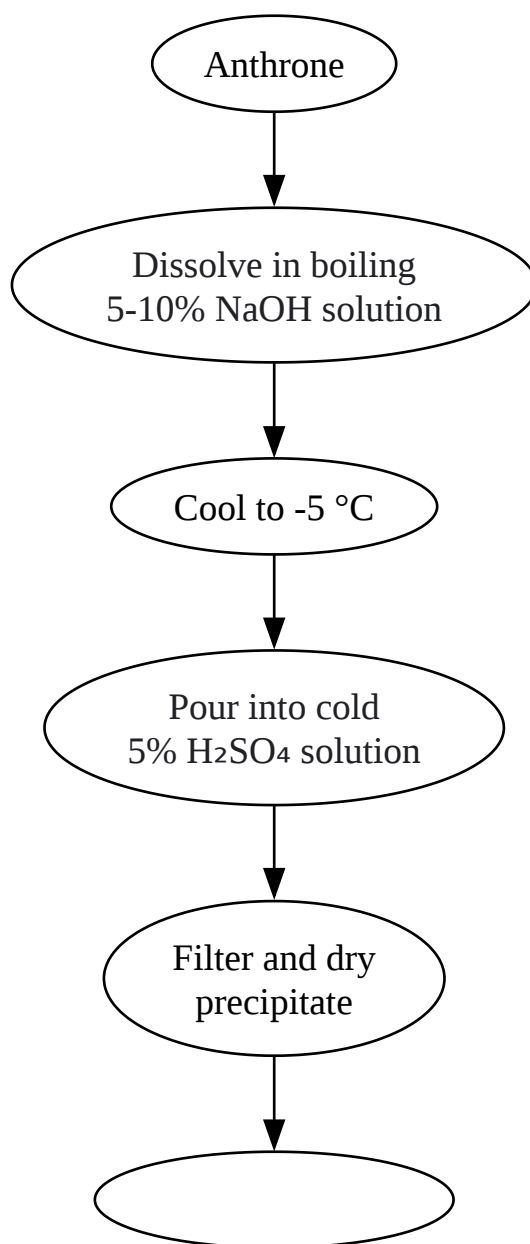 Anthrone
Dissolve in boiling
5-10% NaOH solution
Cool to -5 °C
Pour into cold
5% H₂SO₄ solution
Filter and dry
precipitate